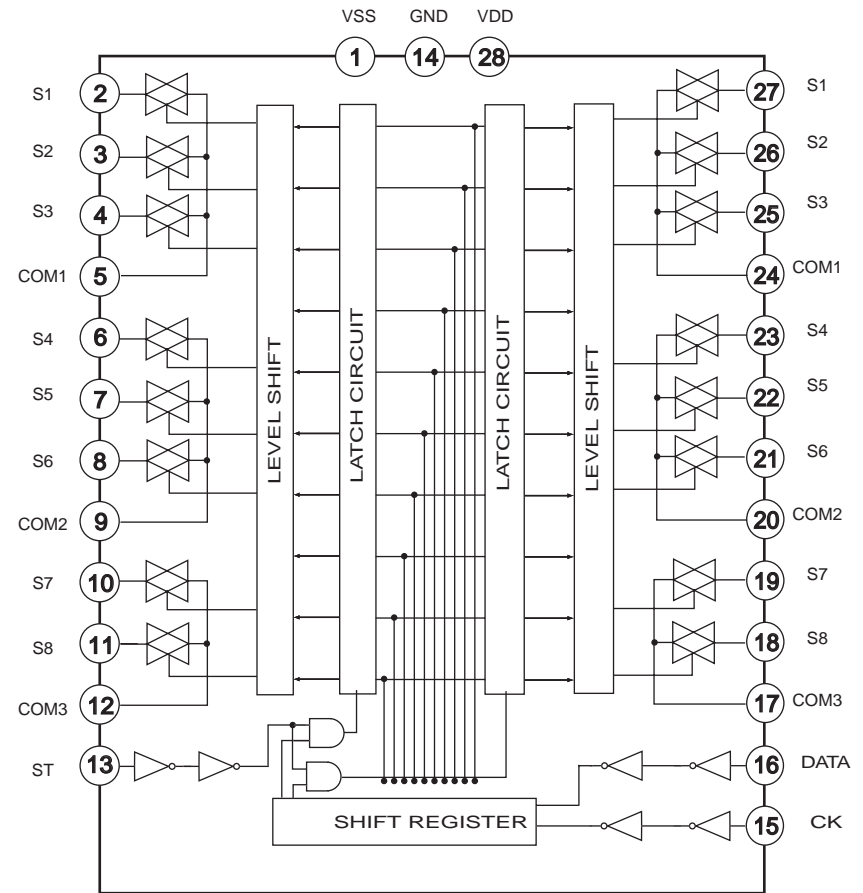 VSS GND VDD
1 14 28
S1 2 27 S1
S2 3 26 S2
S3 4 25 S3
COM1 5 24 COM1
S4 6 23 S4
S5 7 22 S5
S6 8 21 S6
COM2 9 20 COM2
S7 10 19 S7
S8 11 18 S8
COM3 12 17 COM3
LEVEL SHIFT
LATCH CIRCUIT
LATCH CIRCUIT
LEVEL SHIFT
ST 13 16 DATA
SHIFT REGISTER 15 CK